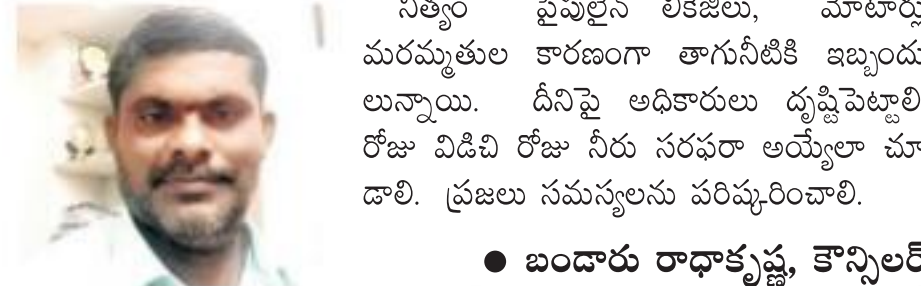 నిత్యం పైపులైన్ లీకేజీలు, మోటార్లు
మరమ్మతుల కారణంగా తాగునీటికి ఇబ్బందు
లున్నాయి. దీనిపై అధికారులు దృష్టిపెట్టాలి
రోజు విడిచి రోజు నీరు సరఫరా అయ్యేలా చూ
డాలి. ప్రజలు సమస్యలను పరిష్కరించాలి.
● బండారు రాధాకృష్ణ, కౌన్సిలర్